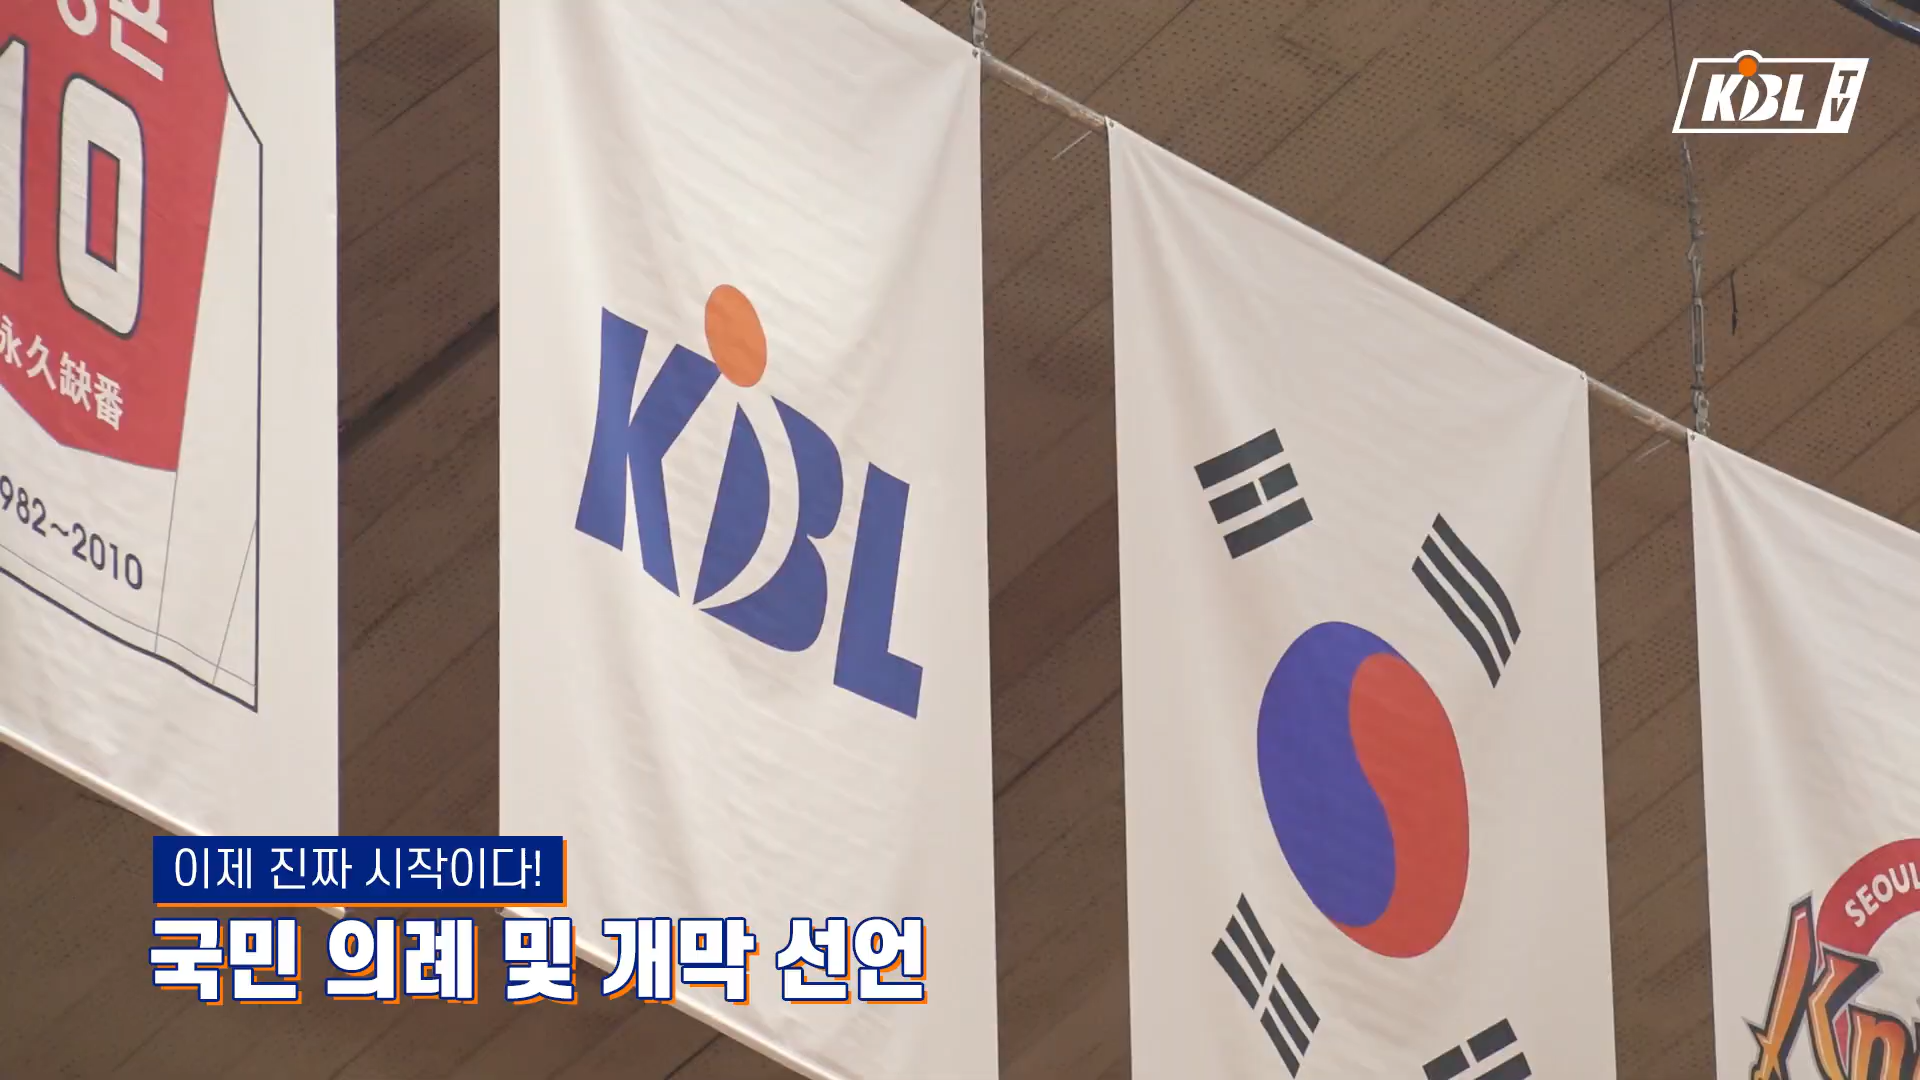 10
永久缺番
982~2010
KBL
KBL TV
SEOUL
이제 진짜 시작이다!
국민 의례 및 개막 선언